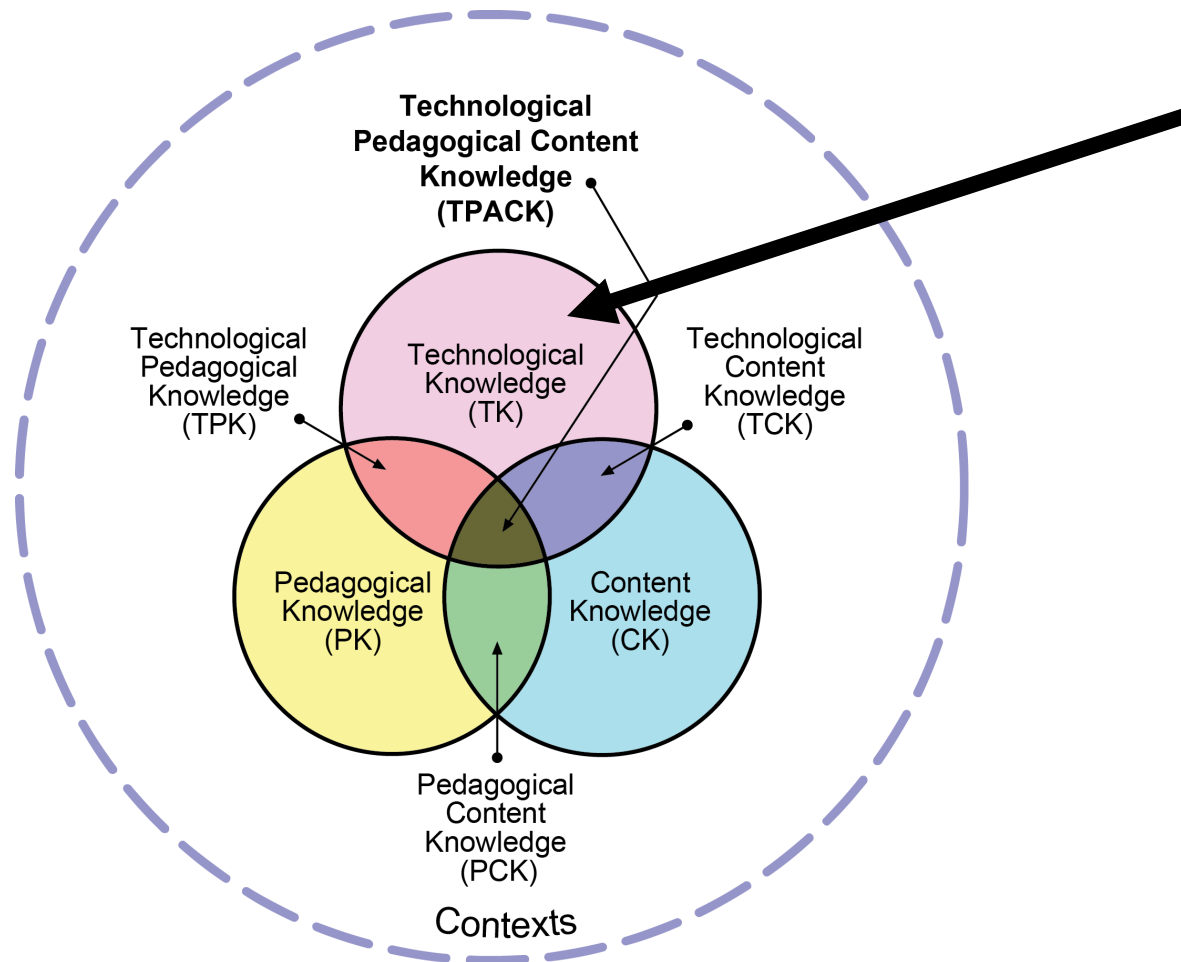 Technological
Pedagogical Content
Knowledge
(TPACK)
Technological
Pedagogical
Knowledge
(TPK)
Technological
Knowledge
(TK)
Technological
Content
Knowledge
(TCK)
Pedagogical
Knowledge
(PK)
Content
Knowledge
(CK)
Pedagogical
Content
Knowledge
(PCK)
Contexts